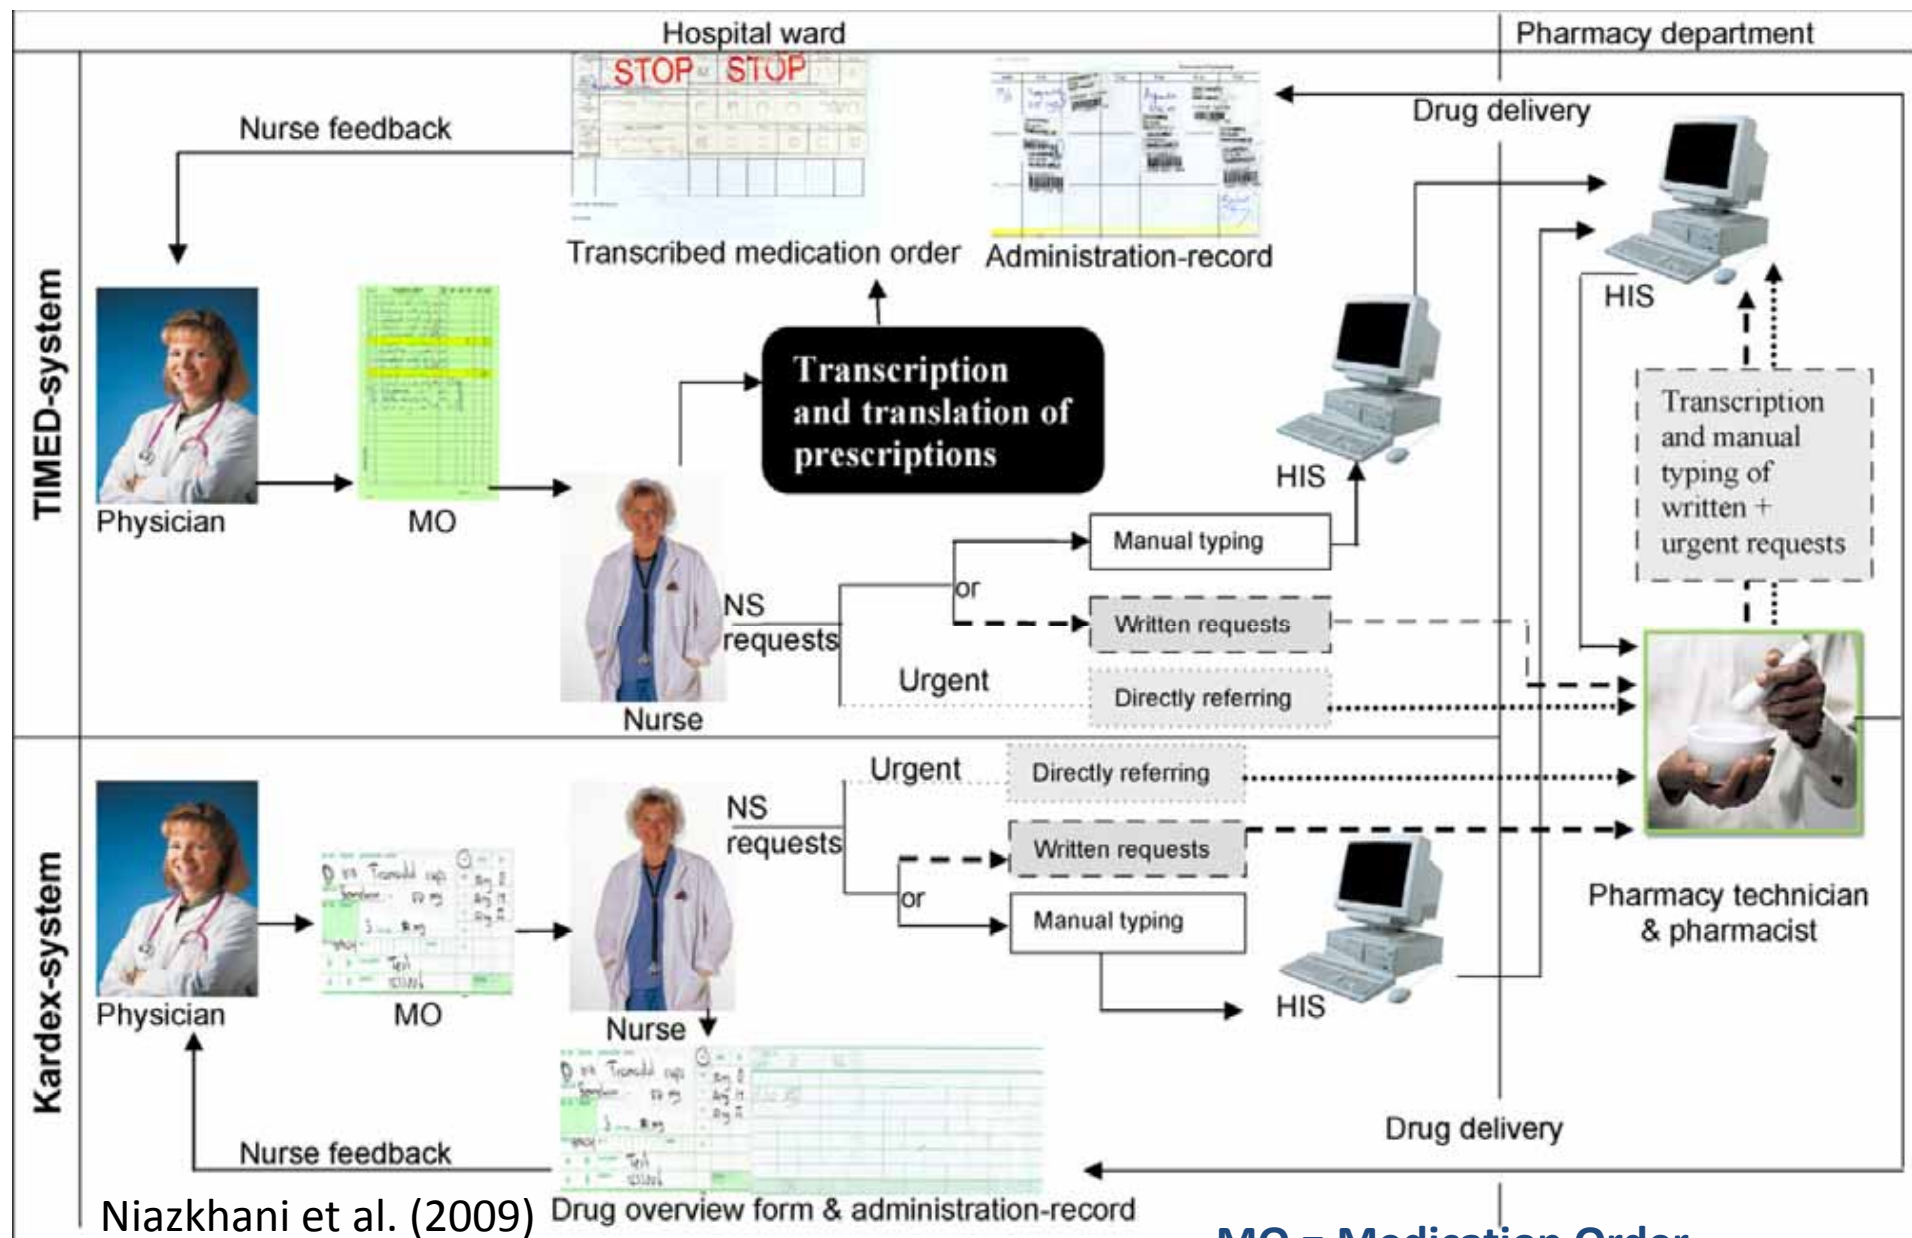 Hospital ward
Pharmacy department
TIMED-system
STOP STOP
Nurse feedback
Transcribed medication order
Administration-record
Drug delivery
HIS
Physician
MO
Transcription
and translation of
prescriptions
HIS
Transcription
and manual
typing of
written +
urgent requests
Nurse
NS
requests
or
Manual typing
Written requests
Urgent
Directly referring
Kardex-system
Physician
MO
Nurse
NS
requests
Urgent
Directly referring
Written requests
or
Manual typing
HIS
Pharmacy technician
& pharmacist
Nurse feedback
Drug overview form & administration-record
Drug delivery
Niazkhani et al. (2009)
MO = Medication Order